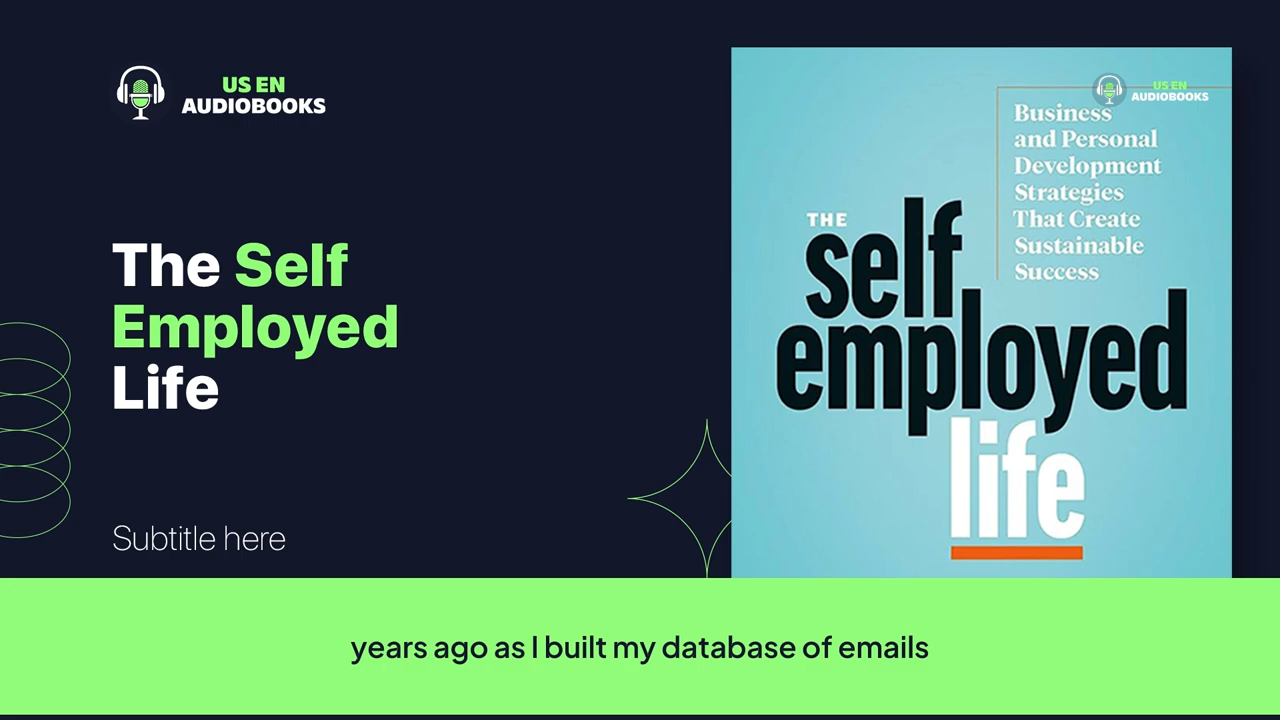 US EN
AUDIOBOOKS
The Self
Employed
Life
Subtitle here
US EN
AUDIOBOOKS
Business
and Personal
Development
Strategies
That Create
Sustainable
Success
THE
self
employed
life
years ago as I built my database of emails